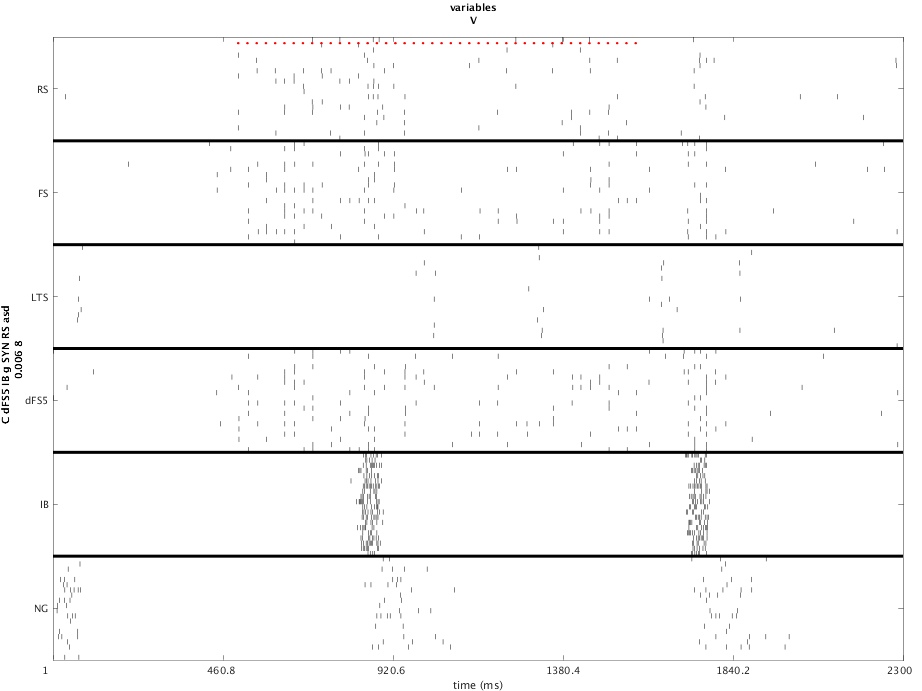 variables
V
RS
FS
LTS
dFS5
IB
NG
C dFS5 IB g SYN RS asd
0.006 8
1
460.8
920.6
1380.4
1840.2
2300
time (ms)